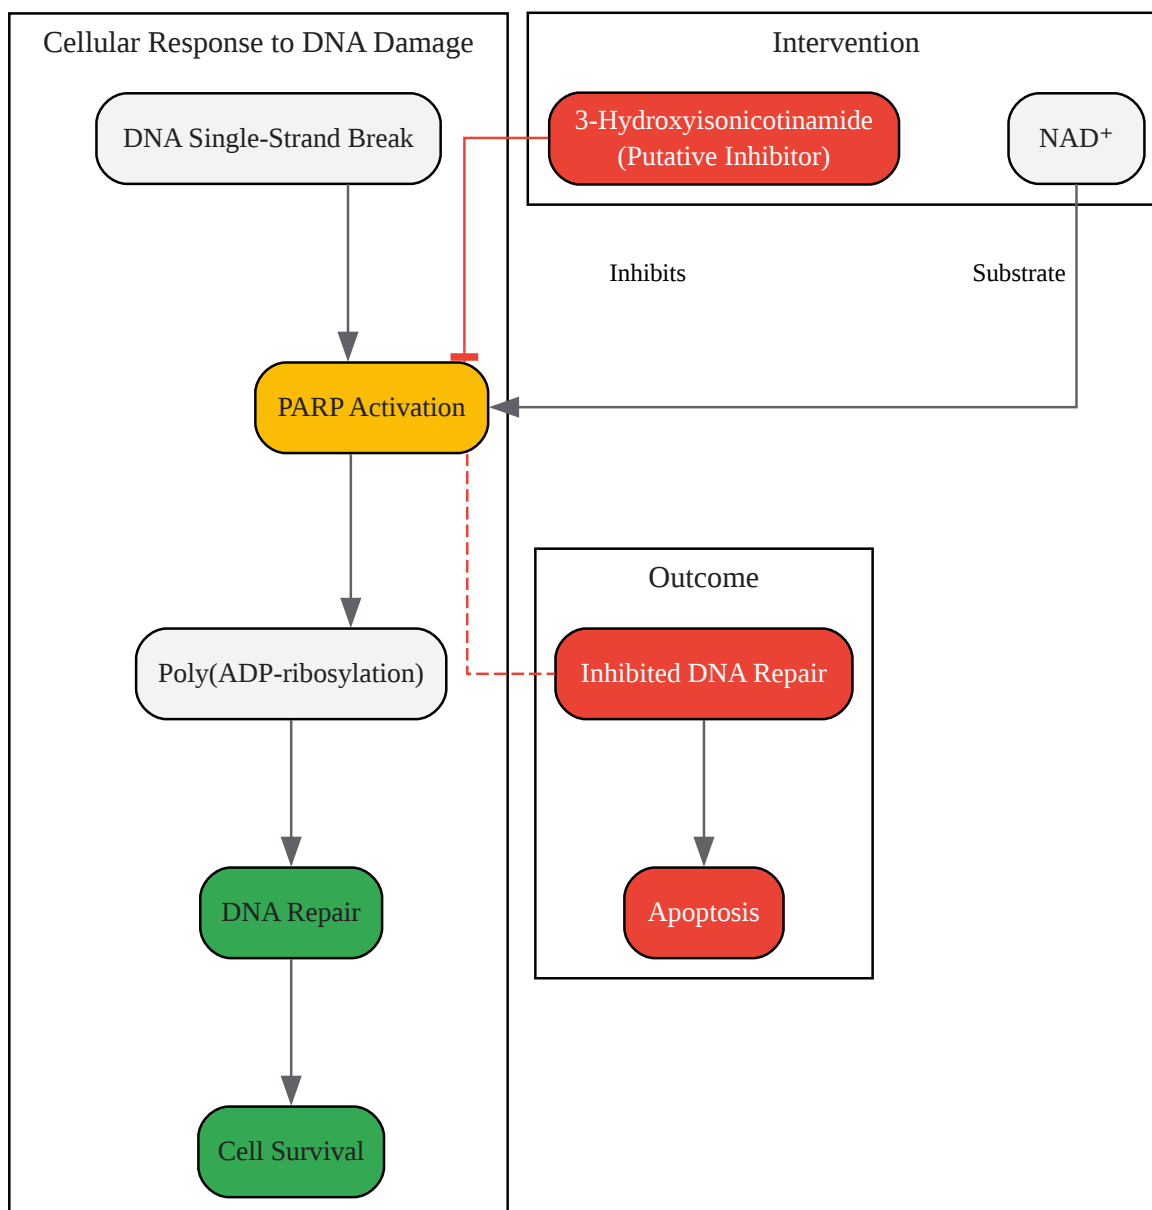 Cellular Response to DNA Damage
Intervention
DNA Single-Strand Break
3-Hydroxyisonicotinamide
(Putative Inhibitor)
NAD⁺
Inhibits
Substrate
PARP Activation
Outcome
Poly(ADP-ribosylation)
Inhibited DNA Repair
DNA Repair
Apoptosis
Cell Survival